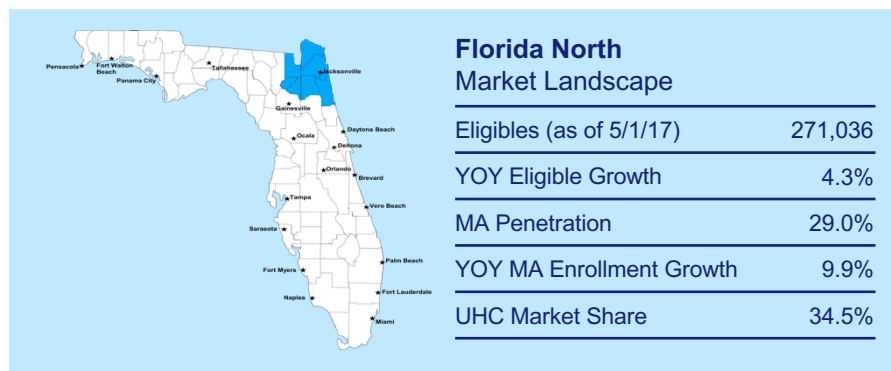 Pensacola
Fort Walton
Beach
Panama City
Tallahassee
Jacksonville
Gainesville
Ocala
Daytona Beach
Deltona
Orlando
Brevard
Tampa
Vero Beach
Sarasota
Palm Beach
Fort Myers
Fort Lauderdale
Naples
Miami
Florida North
Market Landscape
Eligibles (as of 5/1/17) 271,036
YOY Eligible Growth 4.3%
MA Penetration 29.0%
YOY MA Enrollment Growth 9.9%
UHC Market Share 34.5%